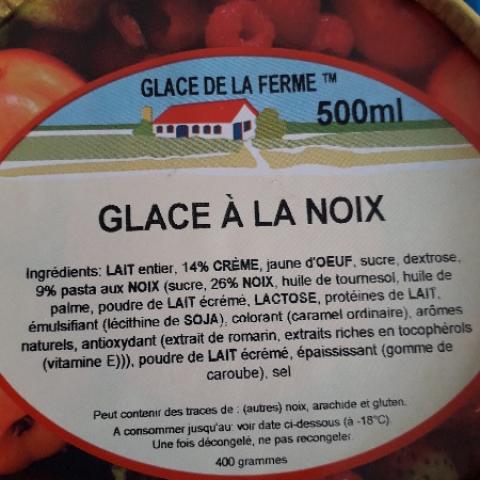 GLACE DE LA FERME ™
500ml
GLACE À LA NOIX
Ingrédients: LAIT entier, 14% CRÈME, jaune d'OEUF, sucre, dextrose,
9% pasta aux NOIX (sucre, 26% NOIX, huile de tournesol, huile de
palme, poudre de LAIT écrémé, LACTOSE, protéines de LAIT,
émulsifiant (lécithine de SOJA), colorant (caramel ordinaire), arômes
naturels, antioxydant (extrait de romarin, extraits riches en tocophérols
(vitamine E))), poudre de LAIT écrémé, épaississant (gomme de
caroube), sel
Peut contenir des traces de : (autres) noix, arachide et gluten.
A consommer jusqu'au: voir date ci-dessous (à -18°C)
Une fois décongelé, ne pas recongeler.
400 grammes